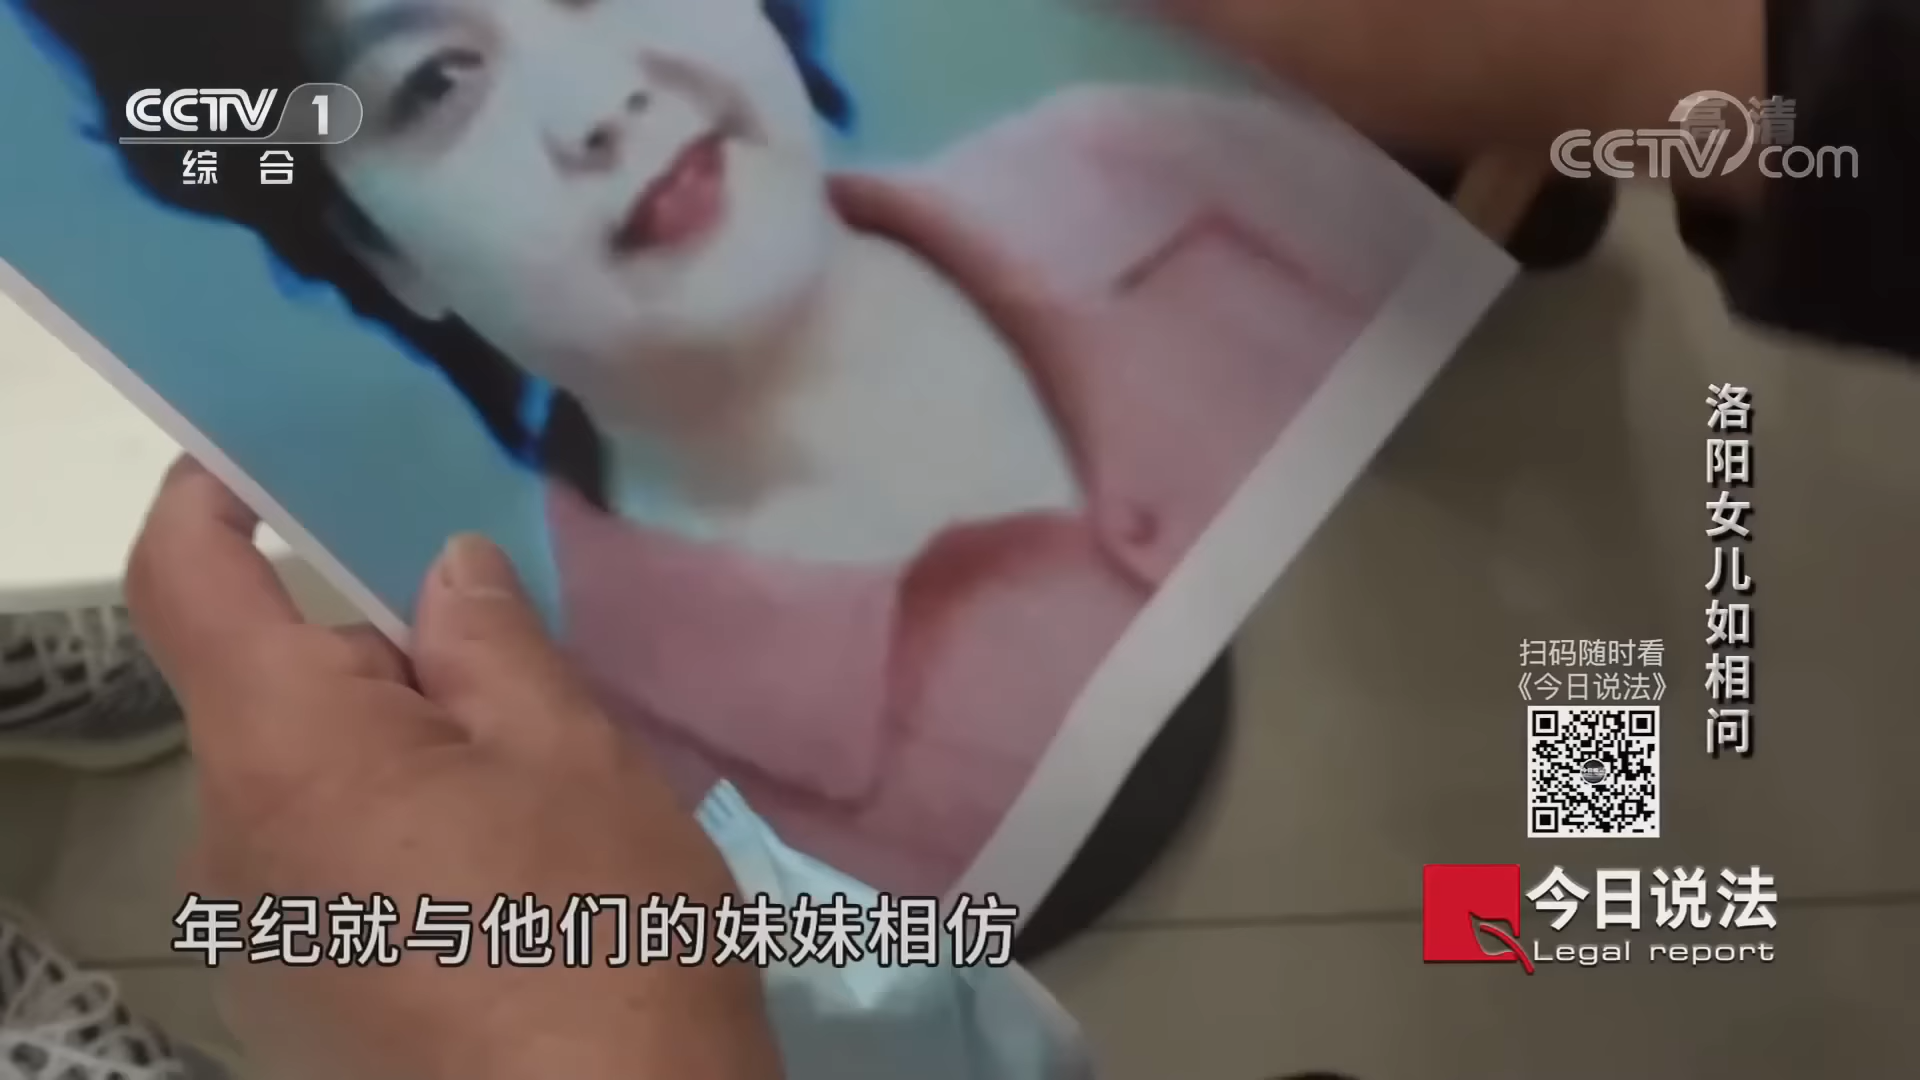 CCTV 1
综 合
高清
CCTV com
洛阳女儿如相问
扫码随时看
《今日说法》
今日说法
Legal report
年纪就与他们的妹妹相仿